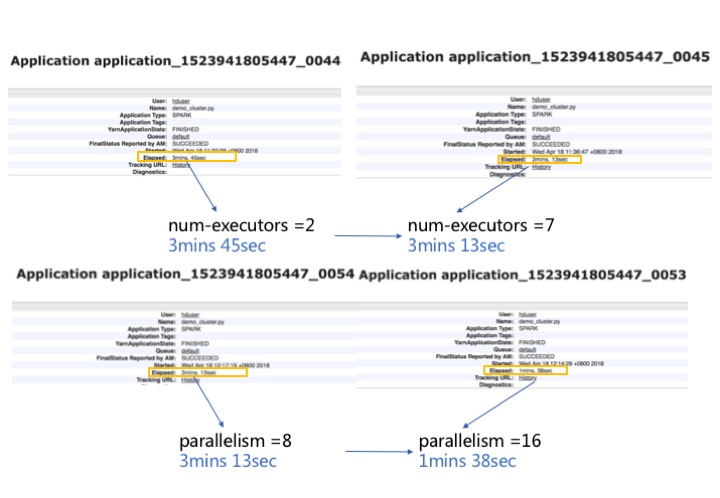 Application application_1523941805447_0044
User: hduser
Name: demo_cluster.py
Application Type: SPARK
Application Tags:
YarnApplicationState: FINISHED
Queue: default
FinalStatus Reported by AM: SUCCEEDED
Started: Wed Apr 18 +0800 2018
Elapsed: 3mins, 45sec
Tracking URL: History
Diagnostics:
Application application_1523941805447_0045
User: hduser
Name: demo_cluster.py
Application Type: SPARK
Application Tags:
YarnApplicationState: FINISHED
Queue: default
FinalStatus Reported by AM: SUCCEEDED
Started: Wed Apr 18 11:36:47 +0800 2018
Elapsed: 3mins, 13sec
Tracking URL: History
Diagnostics:
num-executors =2
3mins 45sec
num-executors =7
3mins 13sec
Application application_1523941805447_0054
User: hduser
Name: demo_cluster.py
Application Type: SPARK
Application Tags:
YarnApplicationState: FINISHED
Queue: default
FinalStatus Reported by AM: SUCCEEDED
Started: Wed Apr 18 12:17:19 +0800 2018
Elapsed: 3mins, 13sec
Tracking URL: History
Application application_1523941805447_0053
User: hduser
Name: demo_cluster.py
Application Type: SPARK
Application Tags:
YarnApplicationState: FINISHED
Queue: default
FinalStatus Reported by AM: SUCCEEDED
Started: Wed Apr 18 12:14:29 +0800 2018
Elapsed: 1mins, 38sec
Tracking URL: History
Diagnostics:
parallelism =8
3mins 13sec
parallelism =16
1mins 38sec